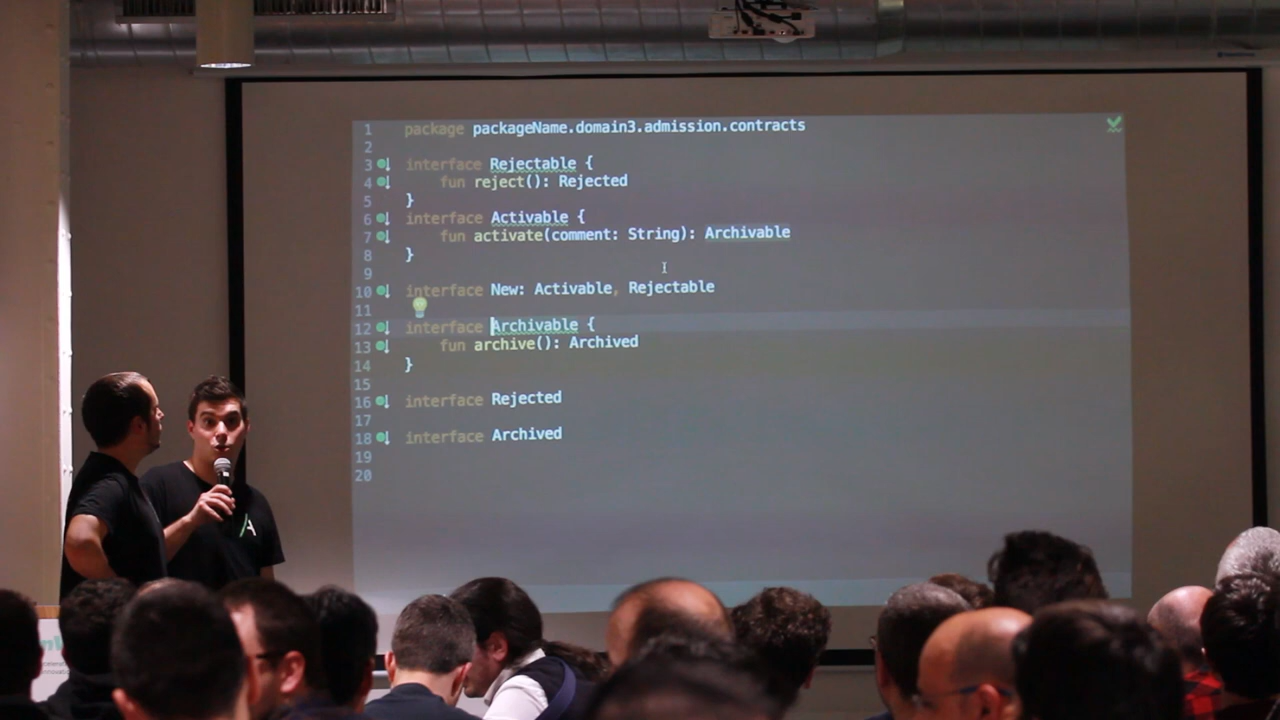 1 package packageName.domain3.admission.contracts
2
3 interface Rejectable {
4 fun reject(): Rejected
5 }
6 interface Activable {
7 fun activate(comment: String): Archivable
8 }
9
10 interface New: Activable, Rejectable
11
12 interface Archivable {
13 fun archive(): Archived
14 }
15
16 interface Rejected
17
18 interface Archived
19
20